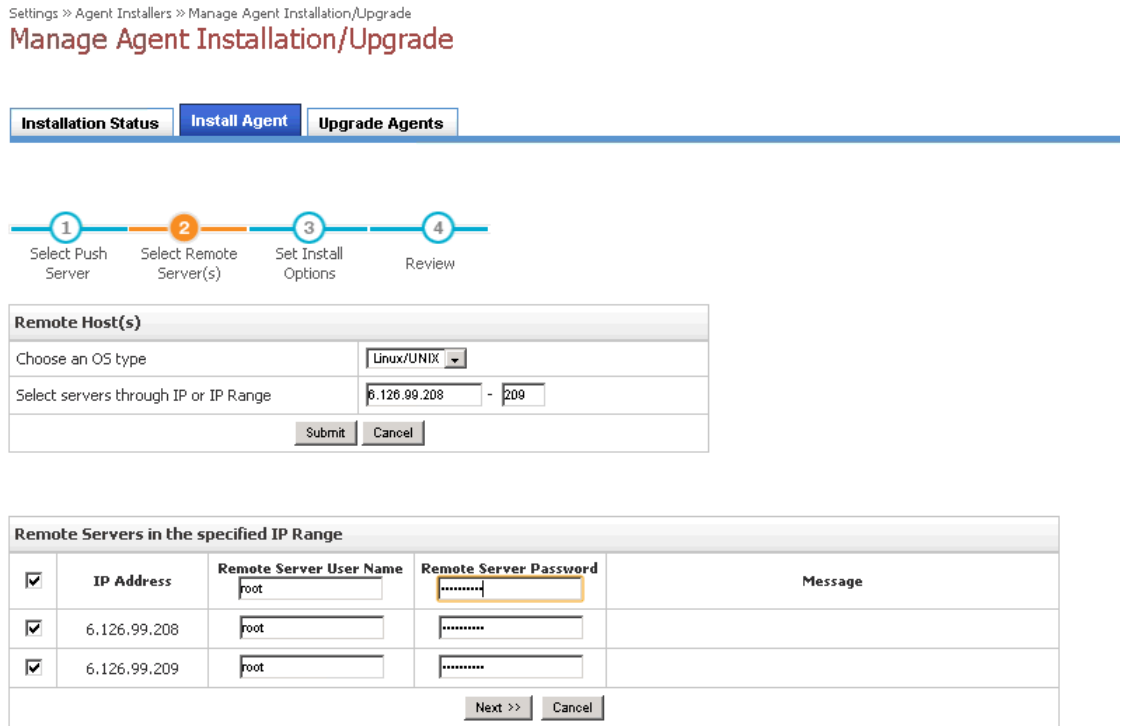 Settings » Agent Installers » Manage Agent Installation/Upgrade
Manage Agent Installation/Upgrade
Installation Status Install Agent Upgrade Agents
1 2 3 4
Select Push Server Select Remote Server(s) Set Install Options Review
Remote Host(s)
Choose an OS type Linux/UNIX
Select servers through IP or IP Range 6.126.99.208 - 209
Submit Cancel
Remote Servers in the specified IP Range
IP Address Remote Server User Name Remote Server Password Message
root ••••••••••
6.126.99.208 root ••••••••••
6.126.99.209 root ••••••••••
Next >> Cancel